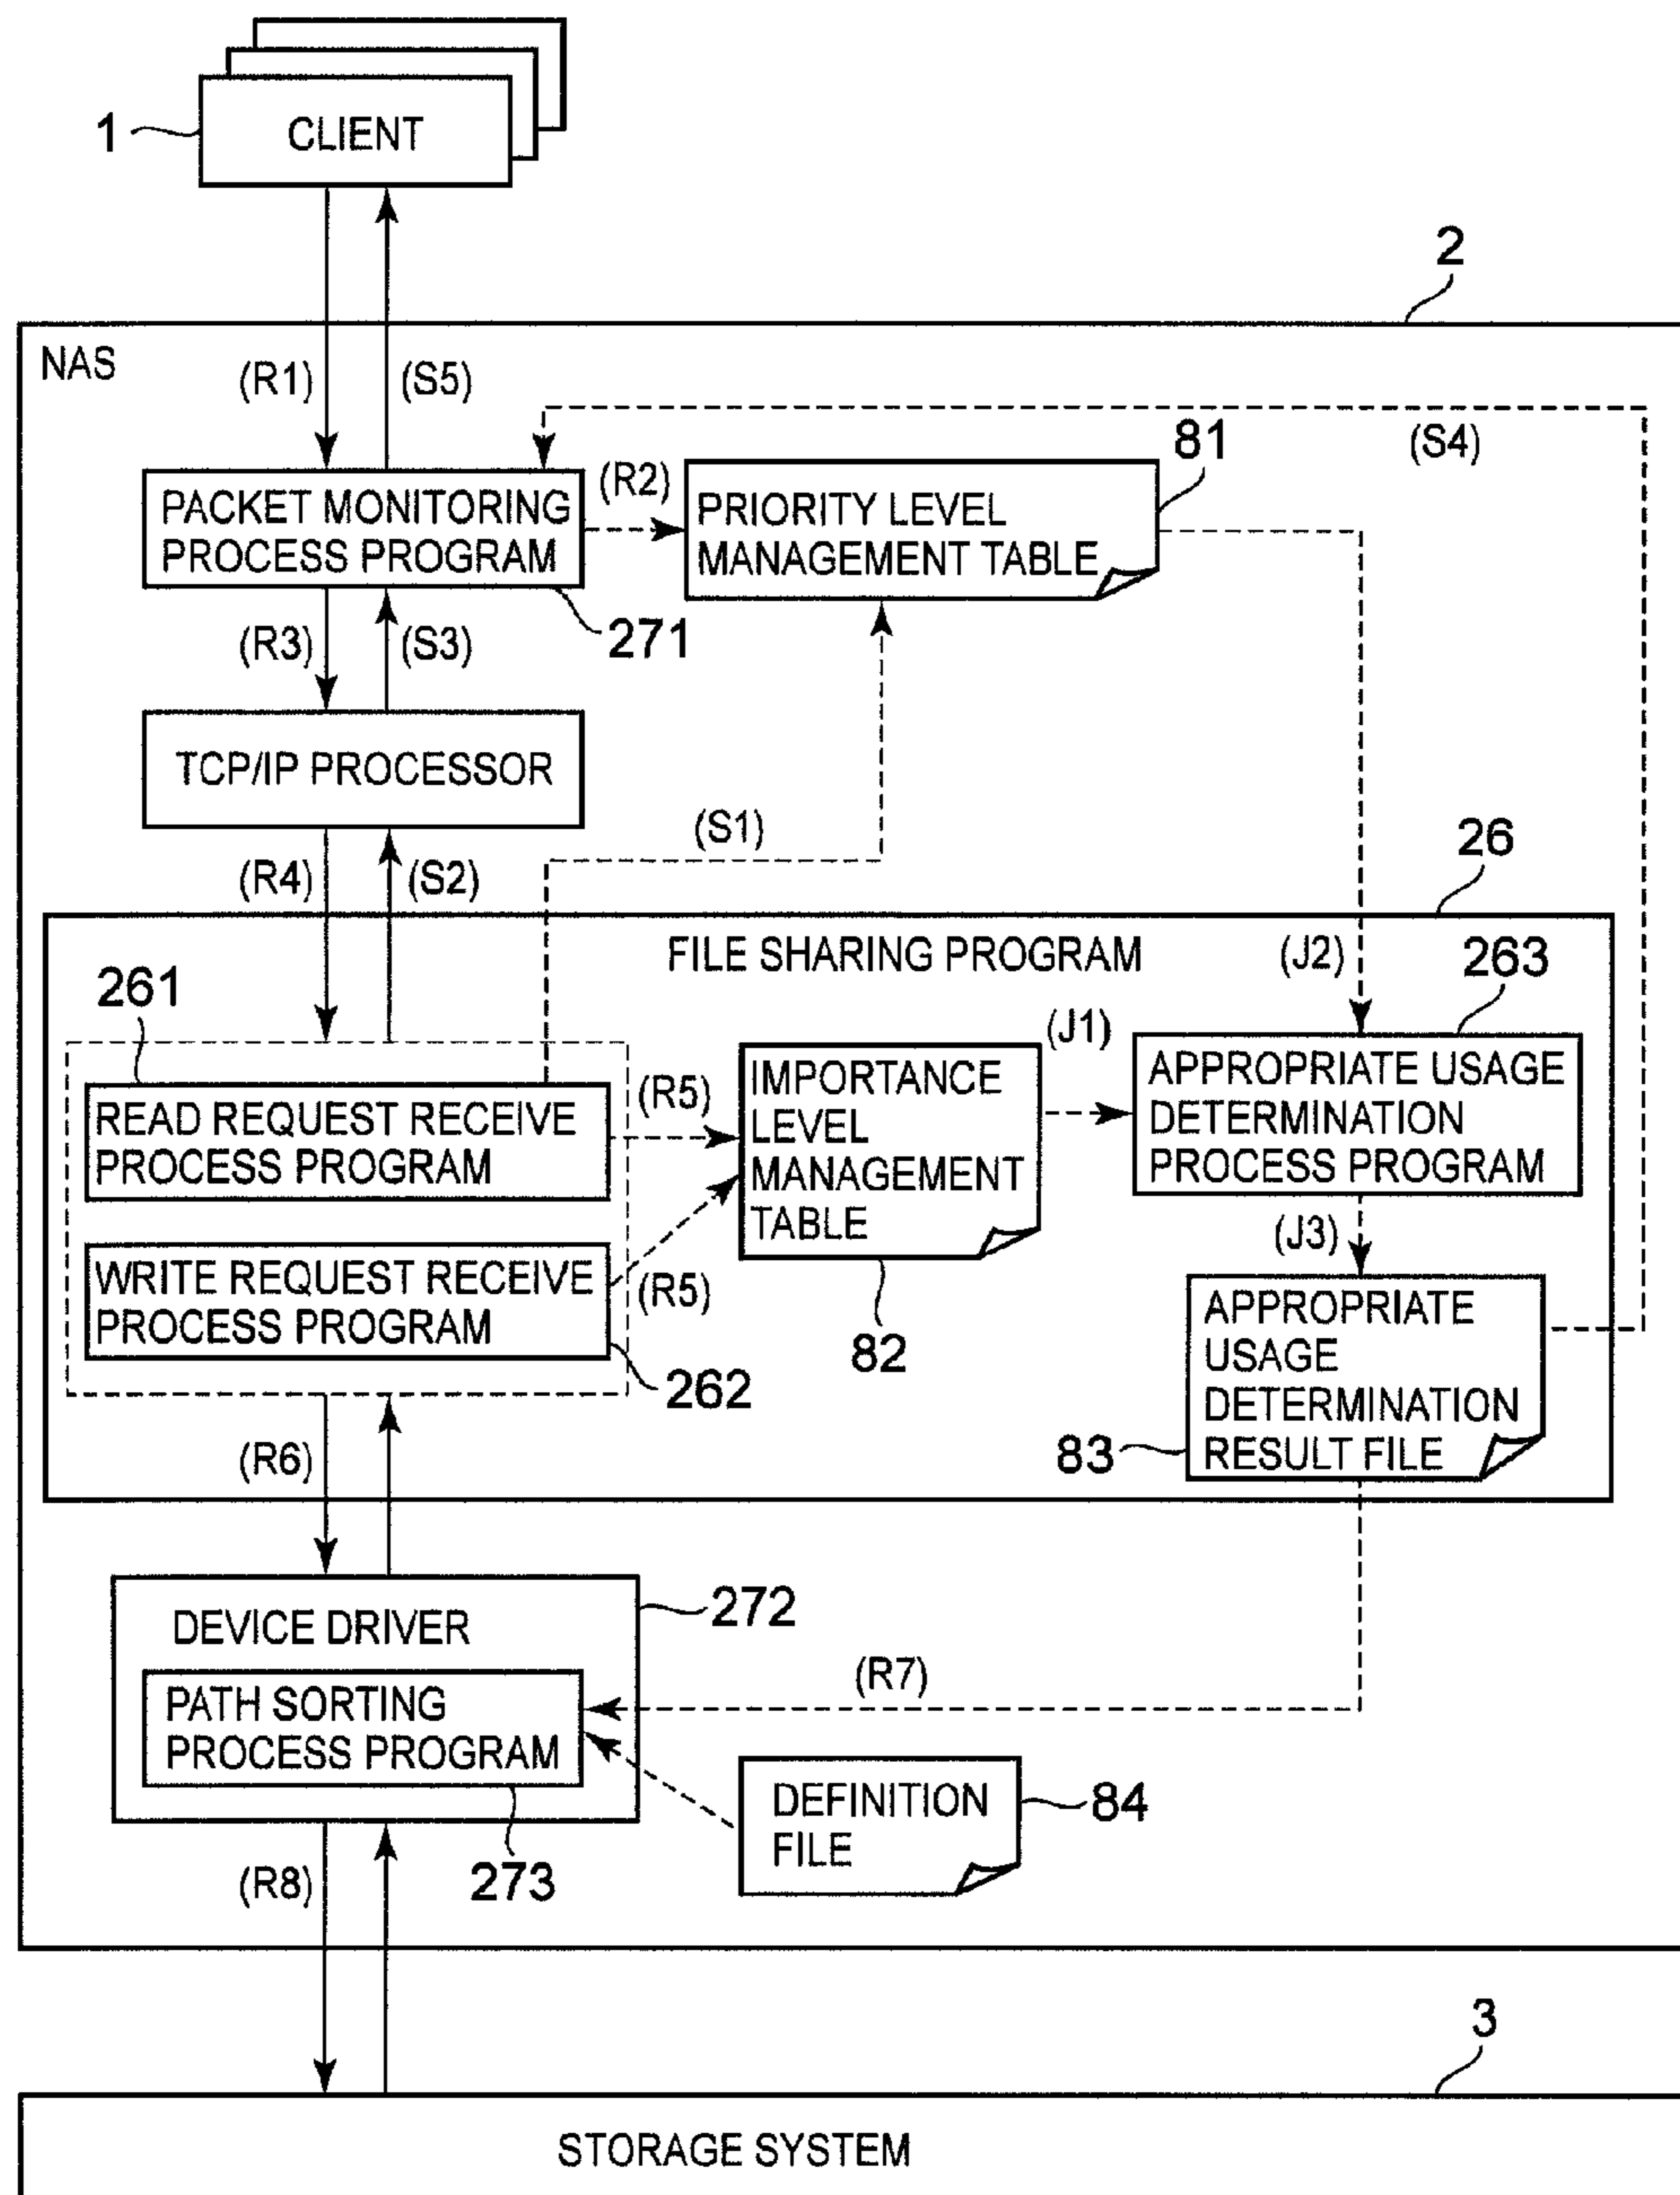 1
CLIENT
2
NAS
(R1)
(S5)
(S4)
81
(R2)
PACKET MONITORING
PROCESS PROGRAM
PRIORITY LEVEL
MANAGEMENT TABLE
271
(R3)
(S3)
TCP/IP PROCESSOR
(S1)
26
(R4)
(S2)
FILE SHARING PROGRAM
(J2)
263
261
(J1)
READ REQUEST RECEIVE
PROCESS PROGRAM
(R5)
IMPORTANCE
LEVEL
MANAGEMENT
TABLE
APPROPRIATE USAGE
DETERMINATION
PROCESS PROGRAM
(J3)
WRITE REQUEST RECEIVE
PROCESS PROGRAM
(R5)
82
262
APPROPRIATE
USAGE
DETERMINATION
RESULT FILE
83
(R6)
272
DEVICE DRIVER
(R7)
PATH SORTING
PROCESS PROGRAM
DEFINITION
FILE
84
273
(R8)
3
STORAGE SYSTEM